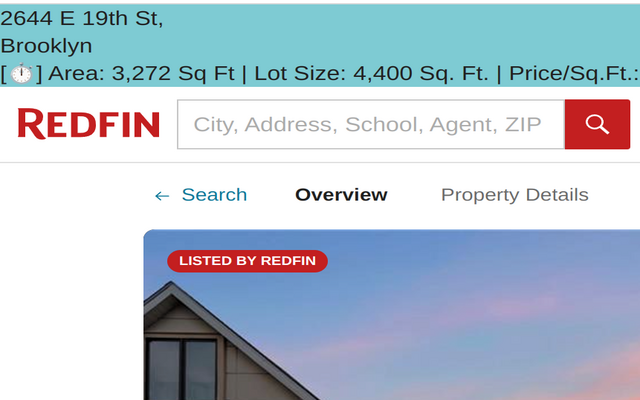 2644 E 19th St,
Brooklyn
[⏱️] Area: 3,272 Sq Ft | Lot Size: 4,400 Sq. Ft. | Price/Sq.Ft.:
REDFIN
City, Address, School, Agent, ZIP
← Search Overview Property Details
LISTED BY REDFIN